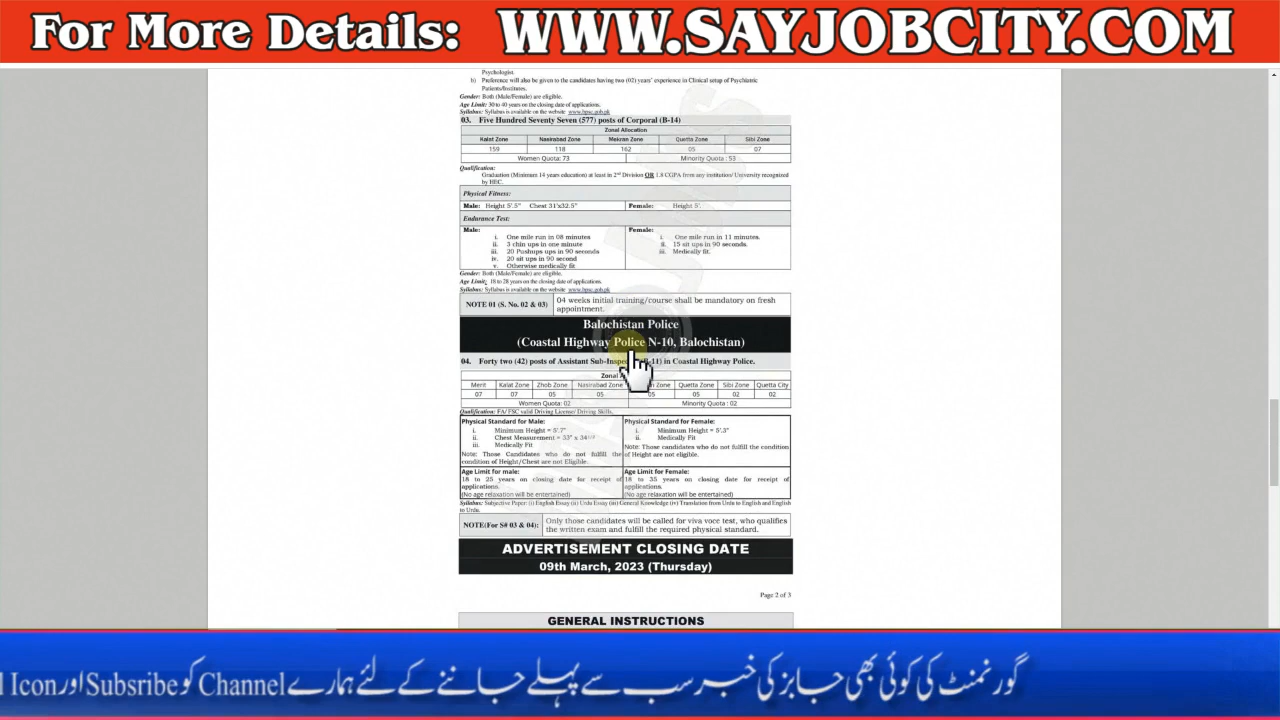 For More Details: WWW.SAYJOBCITY.COM
Psychologist.
b) Preference will also be given to the candidates having two (02) years' experience in Clinical setup of Psychiatric
Patients/Institutes.
Gender: Both (Male/Female) are eligible.
Age Limit: 30 to 40 years on the closing date of applications.
Syllabus: Syllabus is available on the website www.bpsc.gob.pk
03. Five Hundred Seventy Seven (577) posts of Corporal (B-14)
Zonal Allocation
Kalat Zone Nasirabad Zone Mekran Zone Quetta Zone Sibi Zone
159 118 162 05 07
Women Quota: 73 Minority Quota : 53
Qualification:
Graduation (Minimum 14 years education) at least in 2nd Division OR 1.8 CGPA from any institution/ University recognized
by HEC.
Physical Fitness:
Male: Height 5'.5" Chest 31'x32.5" Female: Height 5'.
Endurance Test:
Male: Female:
i. One mile run in 08 minutes i. One mile run in 11 minutes.
ii. 3 chin ups in one minute ii. 15 sit ups in 90 seconds.
iii. 20 Pushups ups in 90 seconds iii. Medically fit.
iv. 20 sit ups in 90 second
v. Otherwise medically fit
Gender: Both (Male/Female) are eligible.
Age Limit: 18 to 28 years on the closing date of applications.
Syllabus: Syllabus is available on the website www.bpsc.gob.pk
NOTE 01 (S. No. 02 & 03) 04 weeks initial training/course shall be mandatory on fresh
appointment.
Balochistan Police
(Coastal Highway Police N-10, Balochistan)
04. Forty two (42) posts of Assistant Sub-Inspe -11) in Coastal Highway Police.
Zonal A
Merit Kalat Zone Zhob Zone Nasirabad Zone Zone Quetta Zone Sibi Zone Quetta City
07 07 05 05 05 05 02 02
Women Quota: 02 Minority Quota : 02
Qualification: FA/ FSC valid Driving License/ Driving Skills.
Physical Standard for Male: Physical Standard for Female:
i. Minimum Height = 5'.7" i. Minimum Height = 5'.3"
ii. Chest Measurement = 33" x 34 ii. Medically Fit
iii. Medically Fit
Note: Those Candidates who do not fulfill the condition of Height/Chest are not Eligible.
Note: Those candidates who do not fulfill the condition of Height are not eligible.
Age Limit for male: Age Limit for Female:
18 to 25 years on closing date for receipt of applications. 18 to 35 years on closing date for receipt of applications.
(No age relaxation will be entertained) (No age relaxation will be entertained)
Syllabus: Subjective Paper: (i) English Essay (ii) Urdu Essay (iii) General Knowledge (iv) Translation from Urdu to English and English
to Urdu.
NOTE(For S# 03 & 04): Only those candidates will be called for viva voce test, who qualifies
the written exam and fulfill the required physical standard.
ADVERTISEMENT CLOSING DATE
09th March, 2023 (Thursday)
Page 2 of 3
GENERAL INSTRUCTIONS
گورنمنٹ کی کوئی بھی جابز کی خبر سب سے پہلے جاننے کے لئے ہمارے Channel کو Subsribe اور l Icon